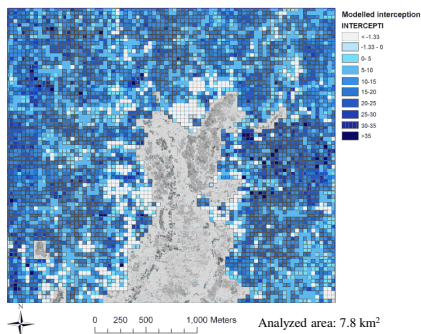 Modelled interception
INTERCEPTI
< -1.33
-1.33 - 0
0- 5
5-10
10-15
15-20
20-25
25-30
30-35
>35
N
0 250 500 1,000 Meters
Analyzed area: 7.8 km²